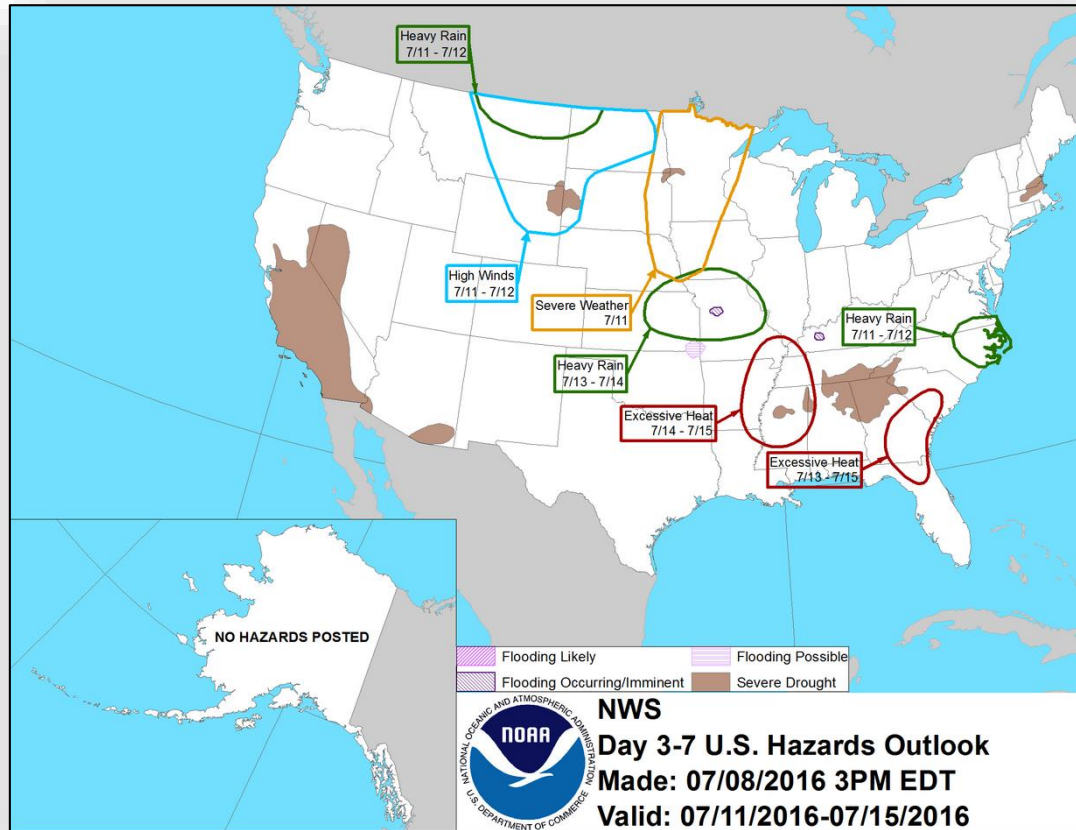 Heavy Rain
7/11 - 7/12
High Winds
7/11 - 7/12
Severe Weather
7/11
Heavy Rain
7/11 - 7/12
Heavy Rain
7/13 - 7/14
Excessive Heat
7/14 - 7/15
Excessive Heat
7/13 - 7/15
NO HAZARDS POSTED
Flooding Likely
Flooding Possible
Flooding Occurring/Imminent
Severe Drought
NATIONAL OCEANIC AND ATMOSPHERIC ADMINISTRATION
NOAA
U.S. DEPARTMENT OF COMMERCE
NWS
Day 3-7 U.S. Hazards Outlook
Made: 07/08/2016 3PM EDT
Valid: 07/11/2016-07/15/2016